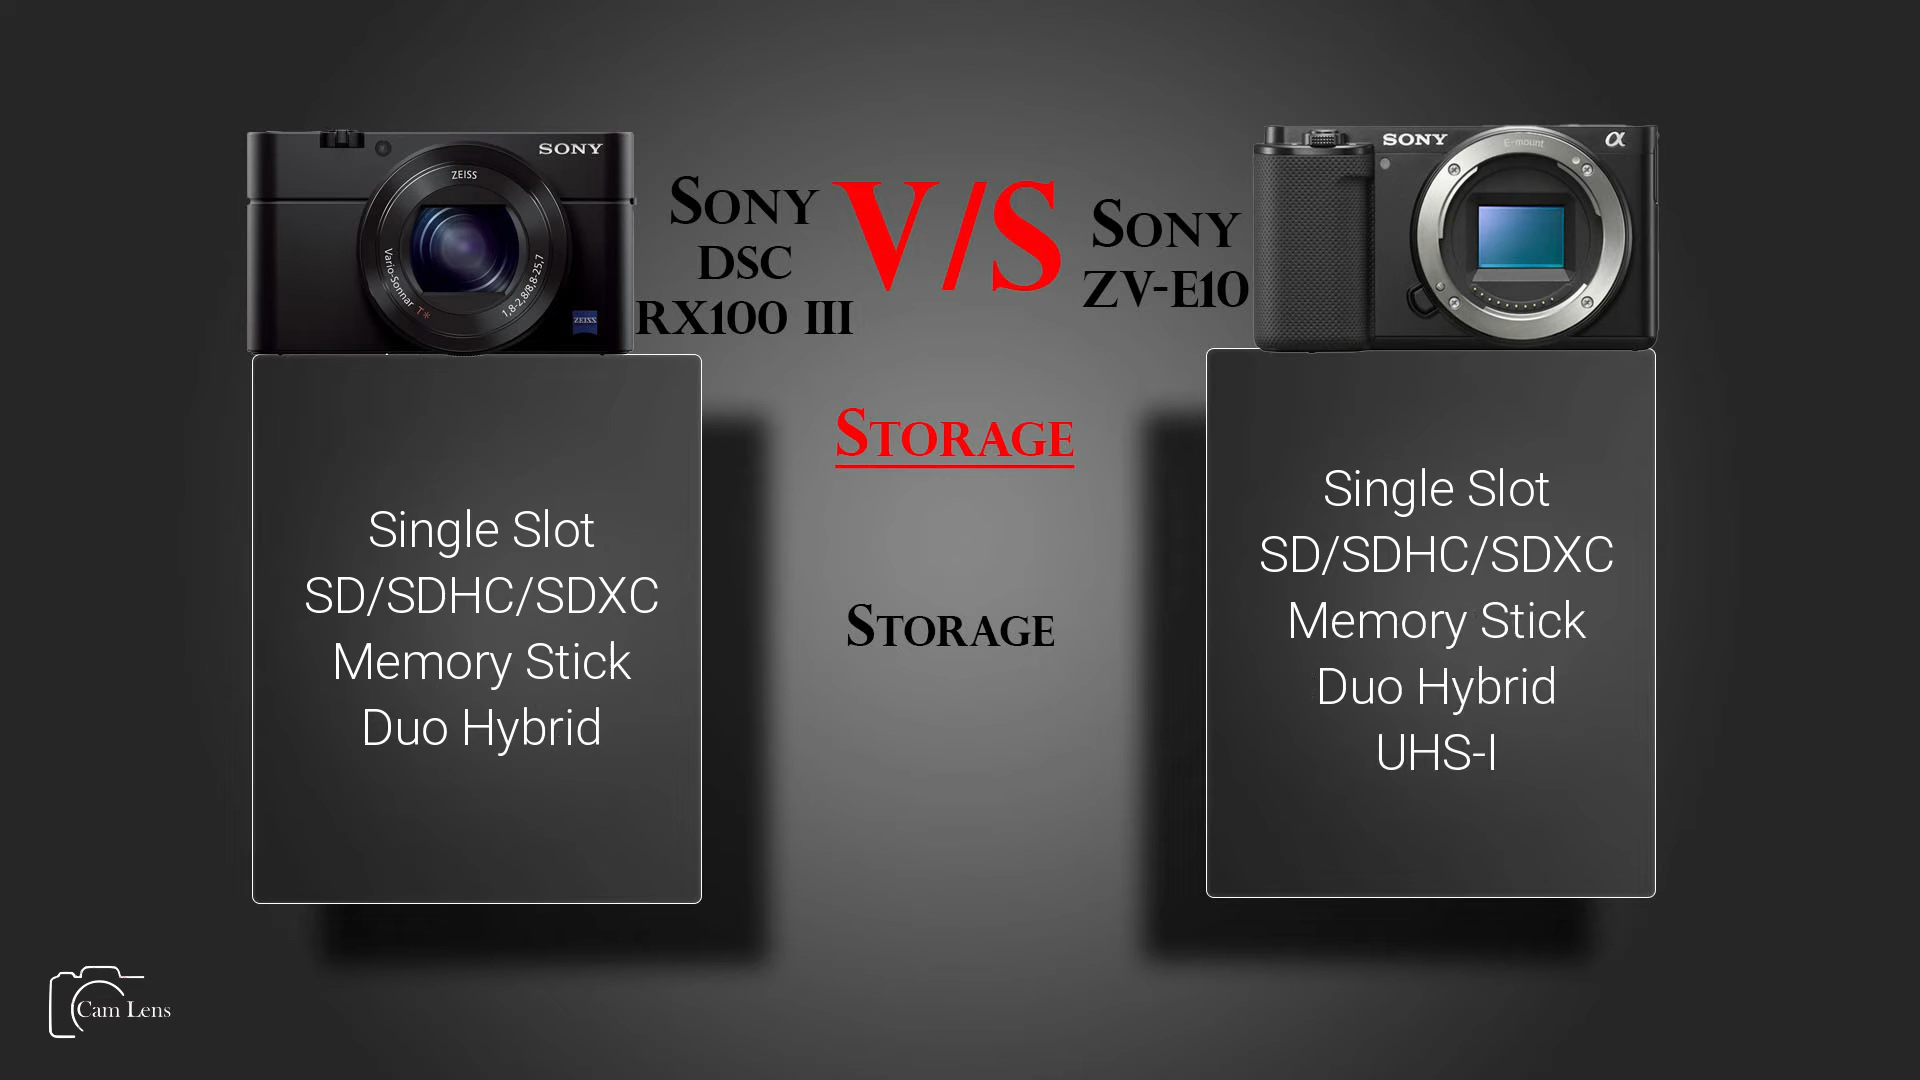 SONY
ZEISS
Vario-Sonnar T*
1,8-2,8/8,8-25,7
ZEISS
Sony
DSC
RX100 III
V/S
Sony
ZV-E10
SONY
E-mount
α
Storage
Single Slot
SD/SDHC/SDXC
Memory Stick
Duo Hybrid
Storage
Single Slot
SD/SDHC/SDXC
Memory Stick
Duo Hybrid
UHS-I
Cam Lens